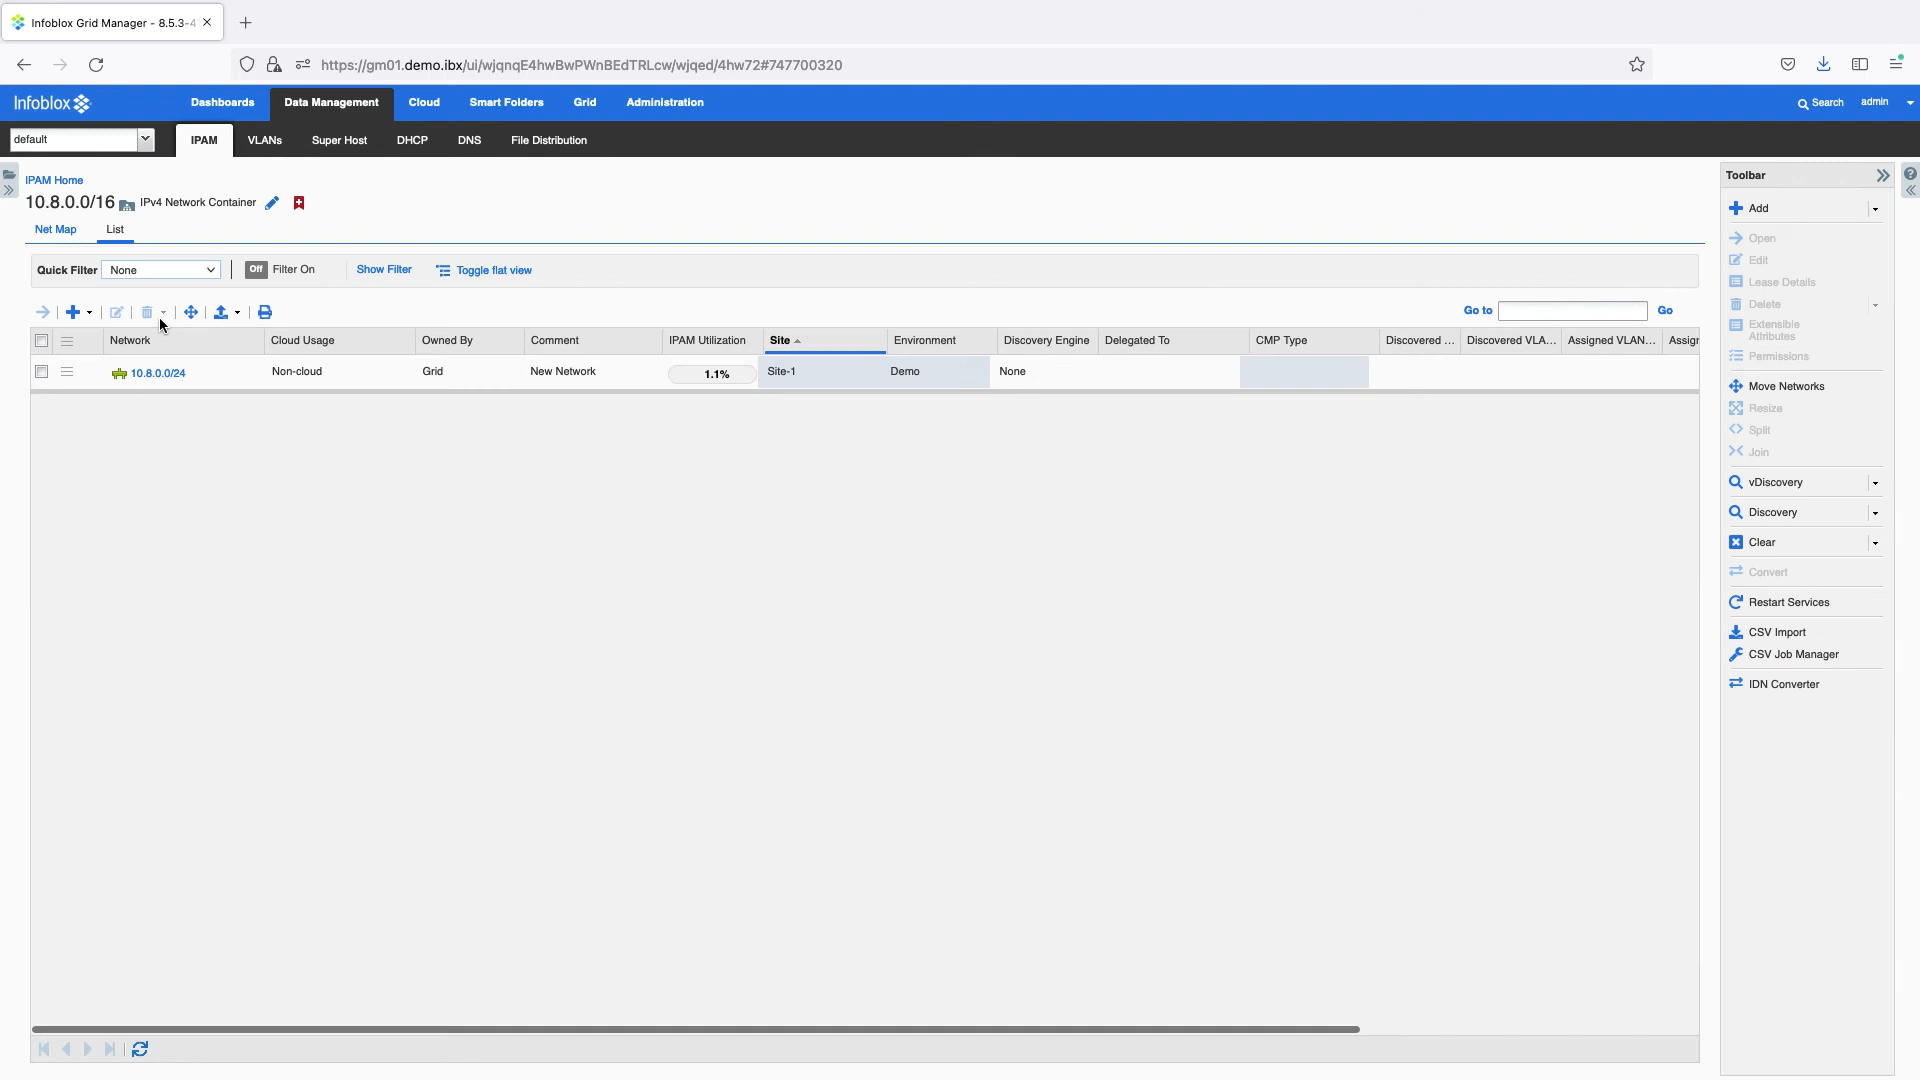 Infoblox Grid Manager - 8.5.3-4
https://gm01.demo.ibx/ui/wjqnqE4hwBwPWnBEdTRLcw/wjqed/4hw72#747700320
Infoblox Dashboards Data Management Cloud Smart Folders Grid Administration Search admin
default IPAM VLANs Super Host DHCP DNS File Distribution
IPAM Home
10.8.0.0/16 IPv4 Network Container
Net Map List
Quick Filter None Off Filter On Show Filter Toggle flat view
Go to Go
Network Cloud Usage Owned By Comment IPAM Utilization Site Environment Discovery Engine Delegated To CMP Type Discovered ... Discovered VLA... Assigned VLAN... Assigr
10.8.0.0/24 Non-cloud Grid New Network 1.1% Site-1 Demo None
Toolbar
Add
Open
Edit
Lease Details
Delete
Extensible
Attributes
Permissions
Move Networks
Resize
Split
Join
vDiscovery
Discovery
Clear
Convert
Restart Services
CSV Import
CSV Job Manager
IDN Converter